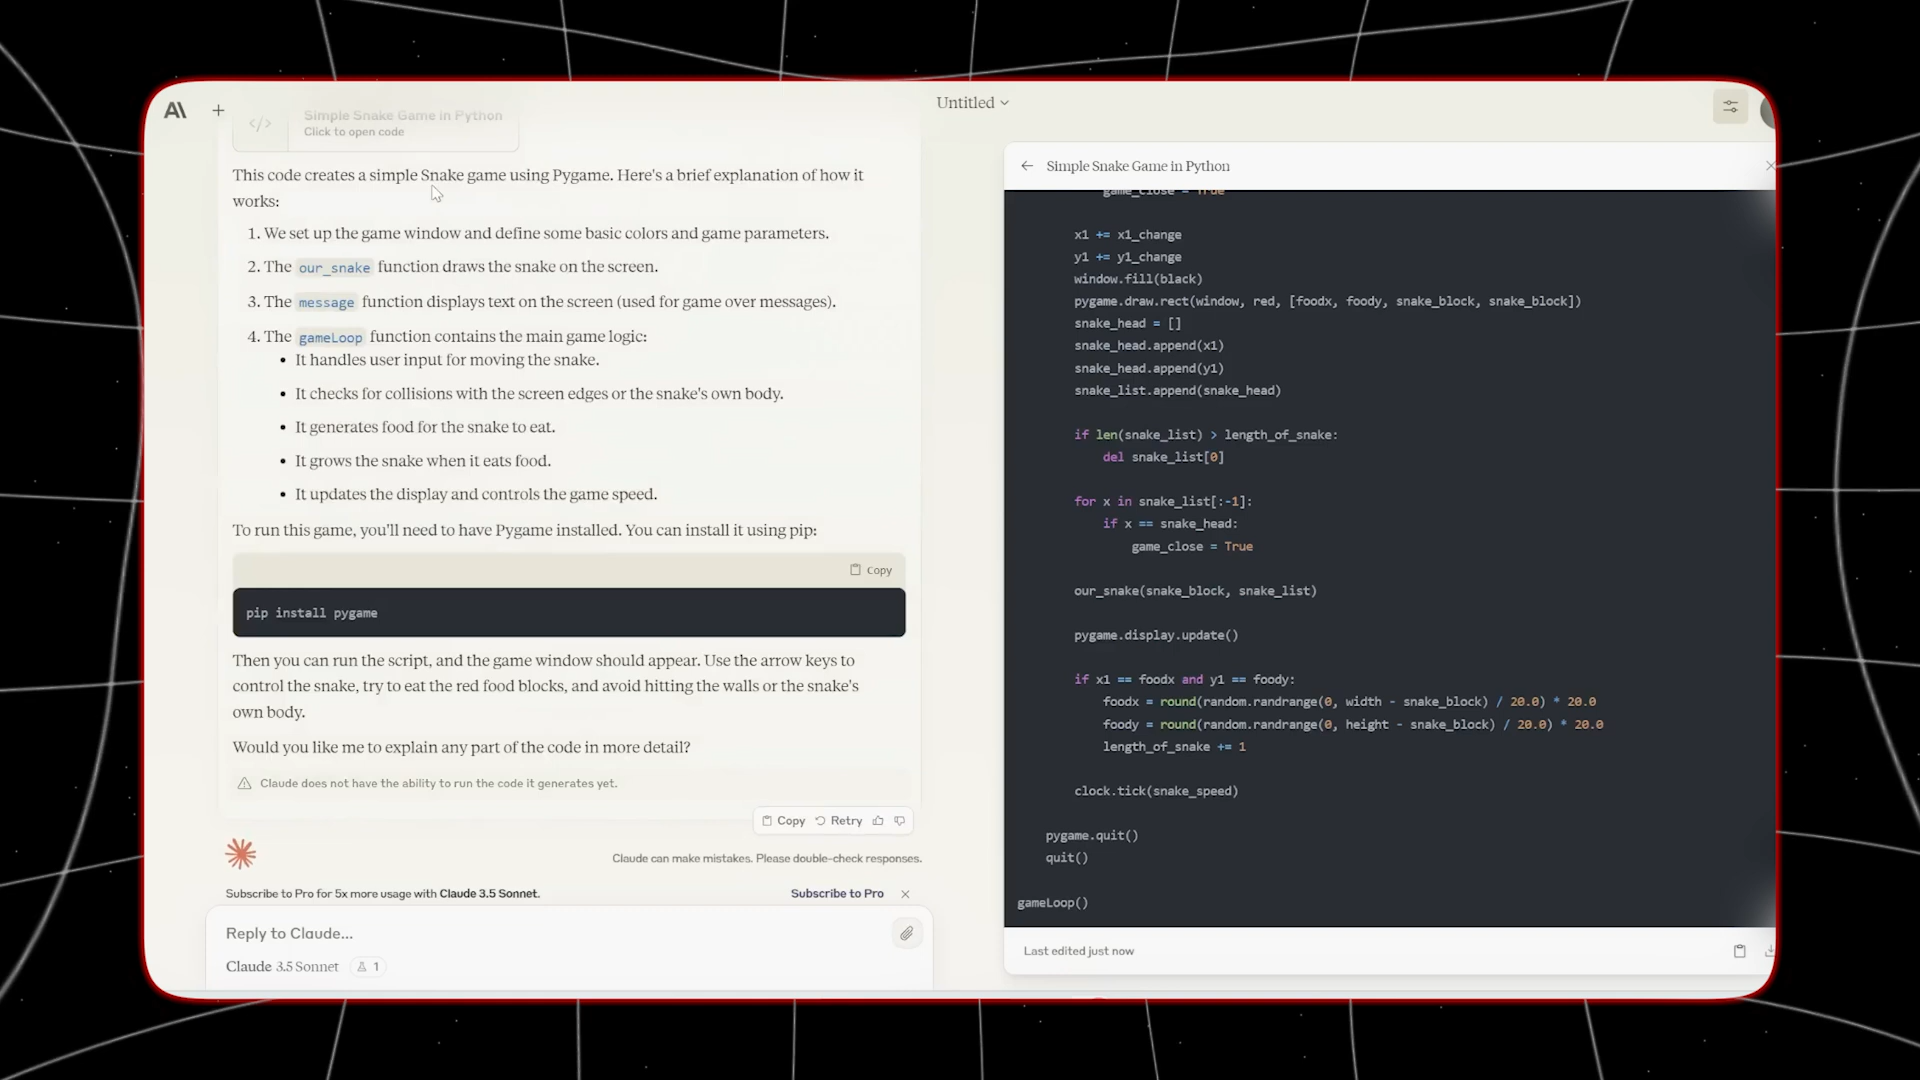 Untitled
Simple Snake Game in Python
Click to open code
This code creates a simple Snake game using Pygame. Here's a brief explanation of how it
works:
1. We set up the game window and define some basic colors and game parameters.
2. The our_snake function draws the snake on the screen.
3. The message function displays text on the screen (used for game over messages).
4. The gameLoop function contains the main game logic:
• It handles user input for moving the snake.
• It checks for collisions with the screen edges or the snake's own body.
• It generates food for the snake to eat.
• It grows the snake when it eats food.
• It updates the display and controls the game speed.
To run this game, you'll need to have Pygame installed. You can install it using pip:
Copy
pip install pygame
Then you can run the script, and the game window should appear. Use the arrow keys to
control the snake, try to eat the red food blocks, and avoid hitting the walls or the snake's
own body.
Would you like me to explain any part of the code in more detail?
Claude does not have the ability to run the code it generates yet.
Copy Retry
Claude can make mistakes. Please double-check responses.
Subscribe to Pro for 5x more usage with Claude 3.5 Sonnet. Subscribe to Pro
Reply to Claude...
Claude 3.5 Sonnet 1
Simple Snake Game in Python
game_close = True
x1 += x1_change
y1 += y1_change
window.fill(black)
pygame.draw.rect(window, red, [foodx, foody, snake_block, snake_block])
snake_head = []
snake_head.append(x1)
snake_head.append(y1)
snake_list.append(snake_head)
if len(snake_list) > length_of_snake:
del snake_list[0]
for x in snake_list[:-1]:
if x == snake_head:
game_close = True
our_snake(snake_block, snake_list)
pygame.display.update()
if x1 == foodx and y1 == foody:
foodx = round(random.randrange(0, width - snake_block) / 20.0) * 20.0
foody = round(random.randrange(0, height - snake_block) / 20.0) * 20.0
length_of_snake += 1
clock.tick(snake_speed)
pygame.quit()
quit()
gameLoop()
Last edited just now